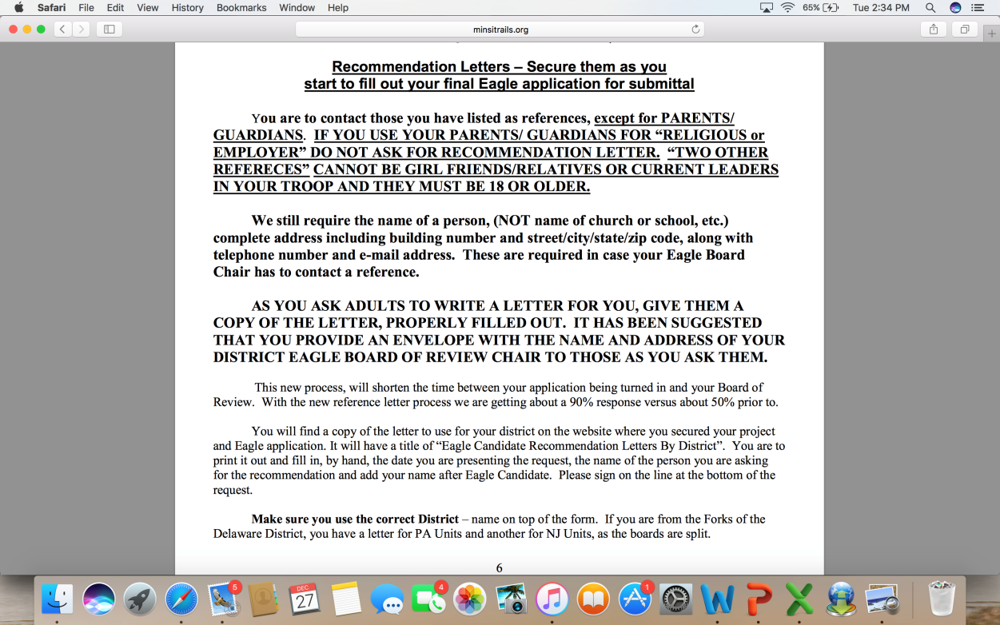 Safari File Edit View History Bookmarks Window Help 65% Tue 2:34 PM
minsitrails.org
Recommendation Letters – Secure them as you
start to fill out your final Eagle application for submittal
You are to contact those you have listed as references, except for PARENTS/
GUARDIANS. IF YOU USE YOUR PARENTS/ GUARDIANS FOR “RELIGIOUS or
EMPLOYER” DO NOT ASK FOR RECOMMENDATION LETTER. “TWO OTHER
REFERECES” CANNOT BE GIRL FRIENDS/RELATIVES OR CURRENT LEADERS
IN YOUR TROOP AND THEY MUST BE 18 OR OLDER.
We still require the name of a person, (NOT name of church or school, etc.)
complete address including building number and street/city/state/zip code, along with
telephone number and e-mail address. These are required in case your Eagle Board
Chair has to contact a reference.
AS YOU ASK ADULTS TO WRITE A LETTER FOR YOU, GIVE THEM A
COPY OF THE LETTER, PROPERLY FILLED OUT. IT HAS BEEN SUGGESTED
THAT YOU PROVIDE AN ENVELOPE WITH THE NAME AND ADDRESS OF YOUR
DISTRICT EAGLE BOARD OF REVIEW CHAIR TO THOSE AS YOU ASK THEM.
This new process, will shorten the time between your application being turned in and your Board of
Review. With the new reference letter process we are getting about a 90% response versus about 50% prior to.
You will find a copy of the letter to use for your district on the website where you secured your project
and Eagle application. It will have a title of “Eagle Candidate Recommendation Letters By District”. You are to
print it out and fill in, by hand, the date you are presenting the request, the name of the person you are asking
for the recommendation and add your name after Eagle Candidate. Please sign on the line at the bottom of the
request.
Make sure you use the correct District – name on top of the form. If you are from the Forks of the
Delaware District, you have a letter for PA Units and another for NJ Units, as the boards are split.
6
5 DEC 4 1
27